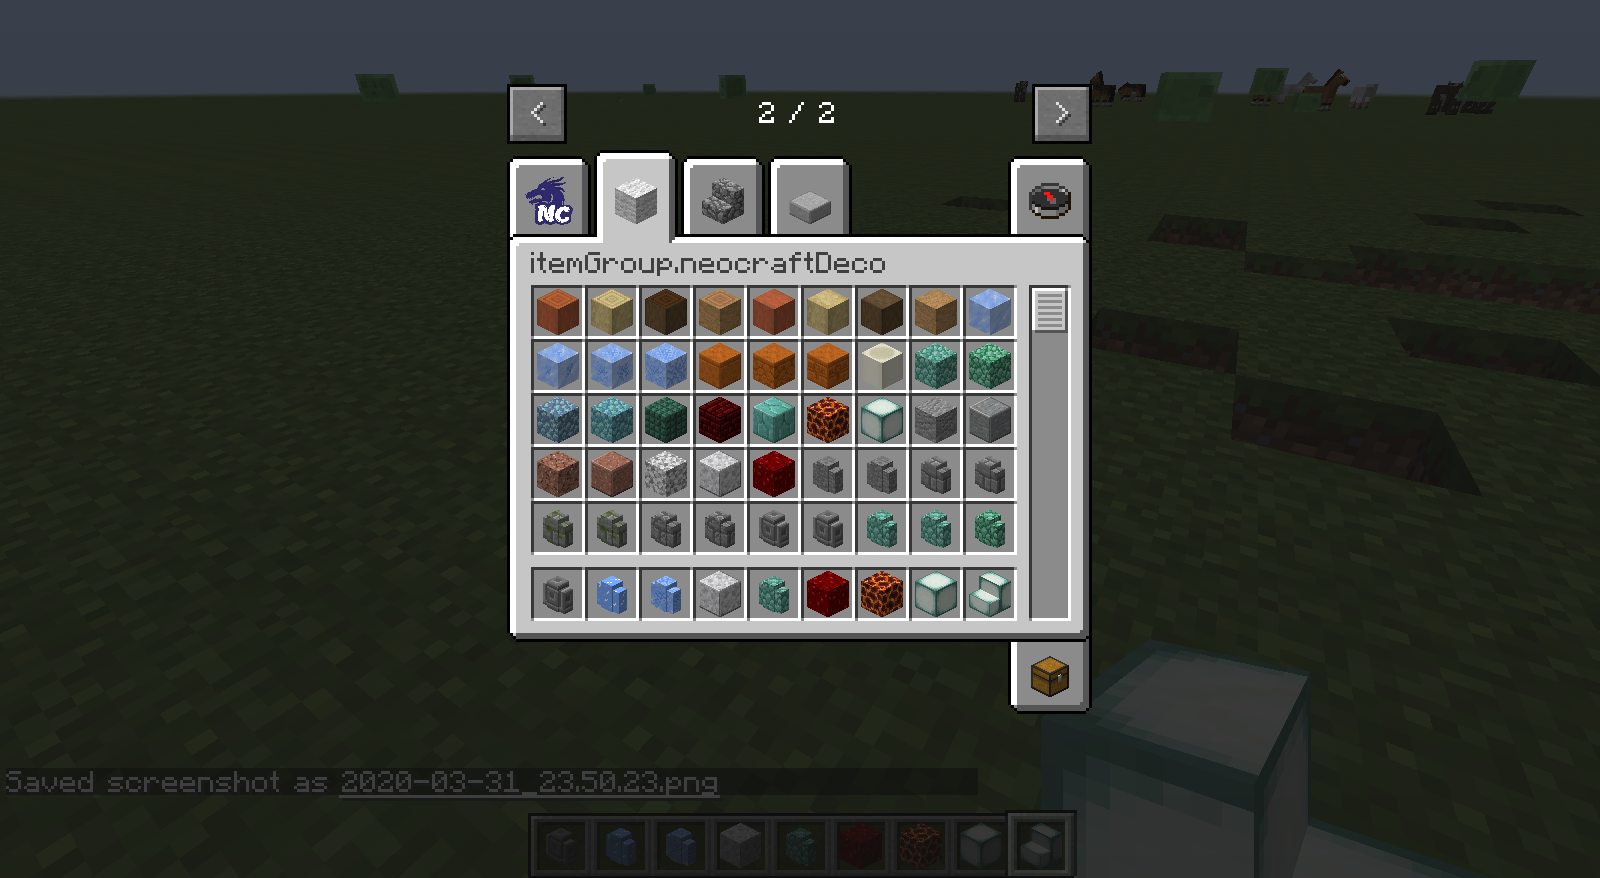 <
2 / 2
>
NC
itemGroup.neocraftDeco
Saved screenshot as 2020-03-31_23.50.23.png